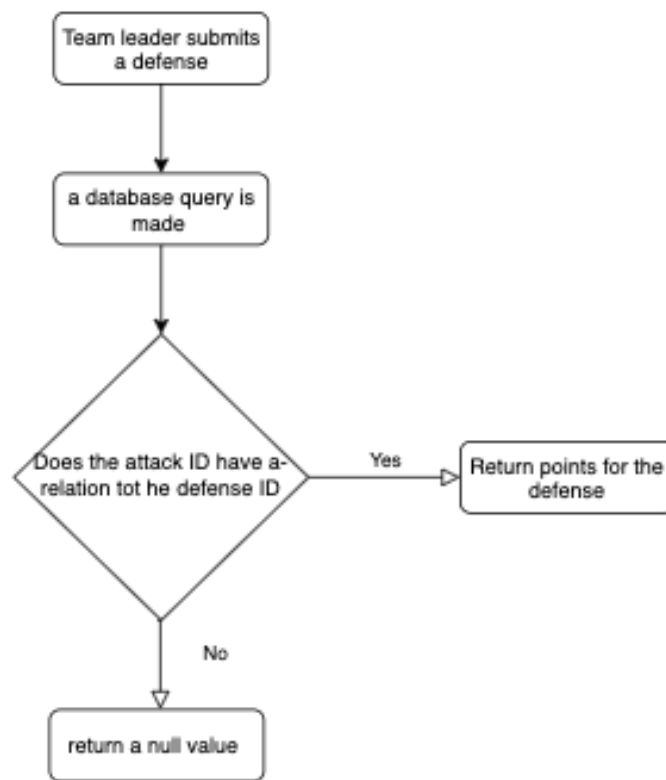 Team leader submits
a defense
a database query is
made
Does the attack ID have a-
relation tot he defense ID
Yes
Return points for the
defense
No
return a null value